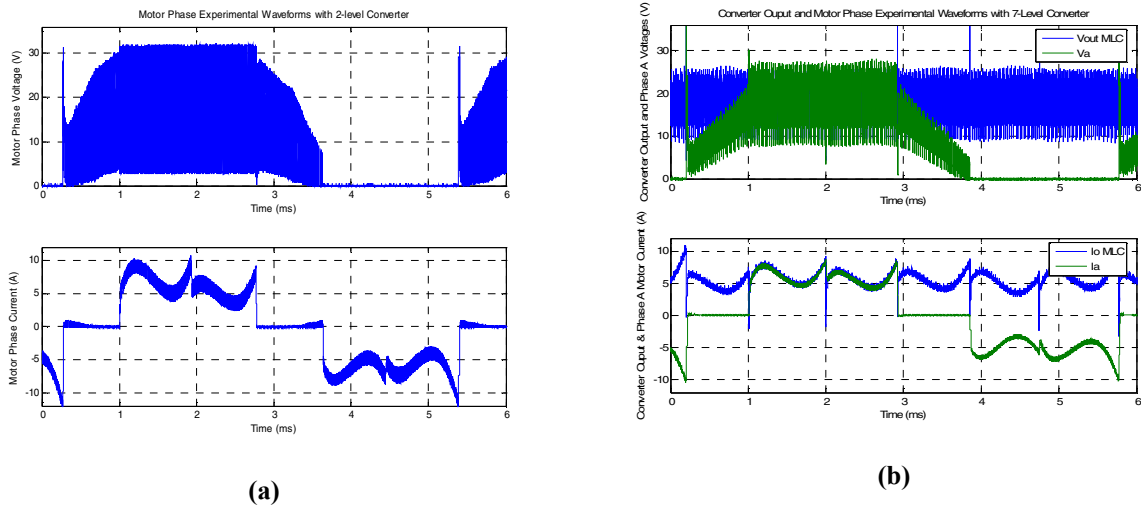 Motor Phase Experimental Waveforms with 2-level Converter
Motor Phase Voltage (V)
30
20
10
0
0 1 2 3 4 5 6
Time (ms)
Motor Phase Current (A)
10
5
0
-5
-10
0 1 2 3 4 5 6
Time (ms)
(a)
Converter Ouput and Motor Phase Experimental Waveforms with 7-Level Converter
Converter Output and Phase A Voltages (V)
30
20
10
0
Vout MLC
Va
0 1 2 3 4 5 6
Time (ms)
Converter Ouput & Phase A Motor Current (A)
10
5
0
-5
-10
Io MLC
Ia
0 1 2 3 4 5 6
Time (ms)
(b)